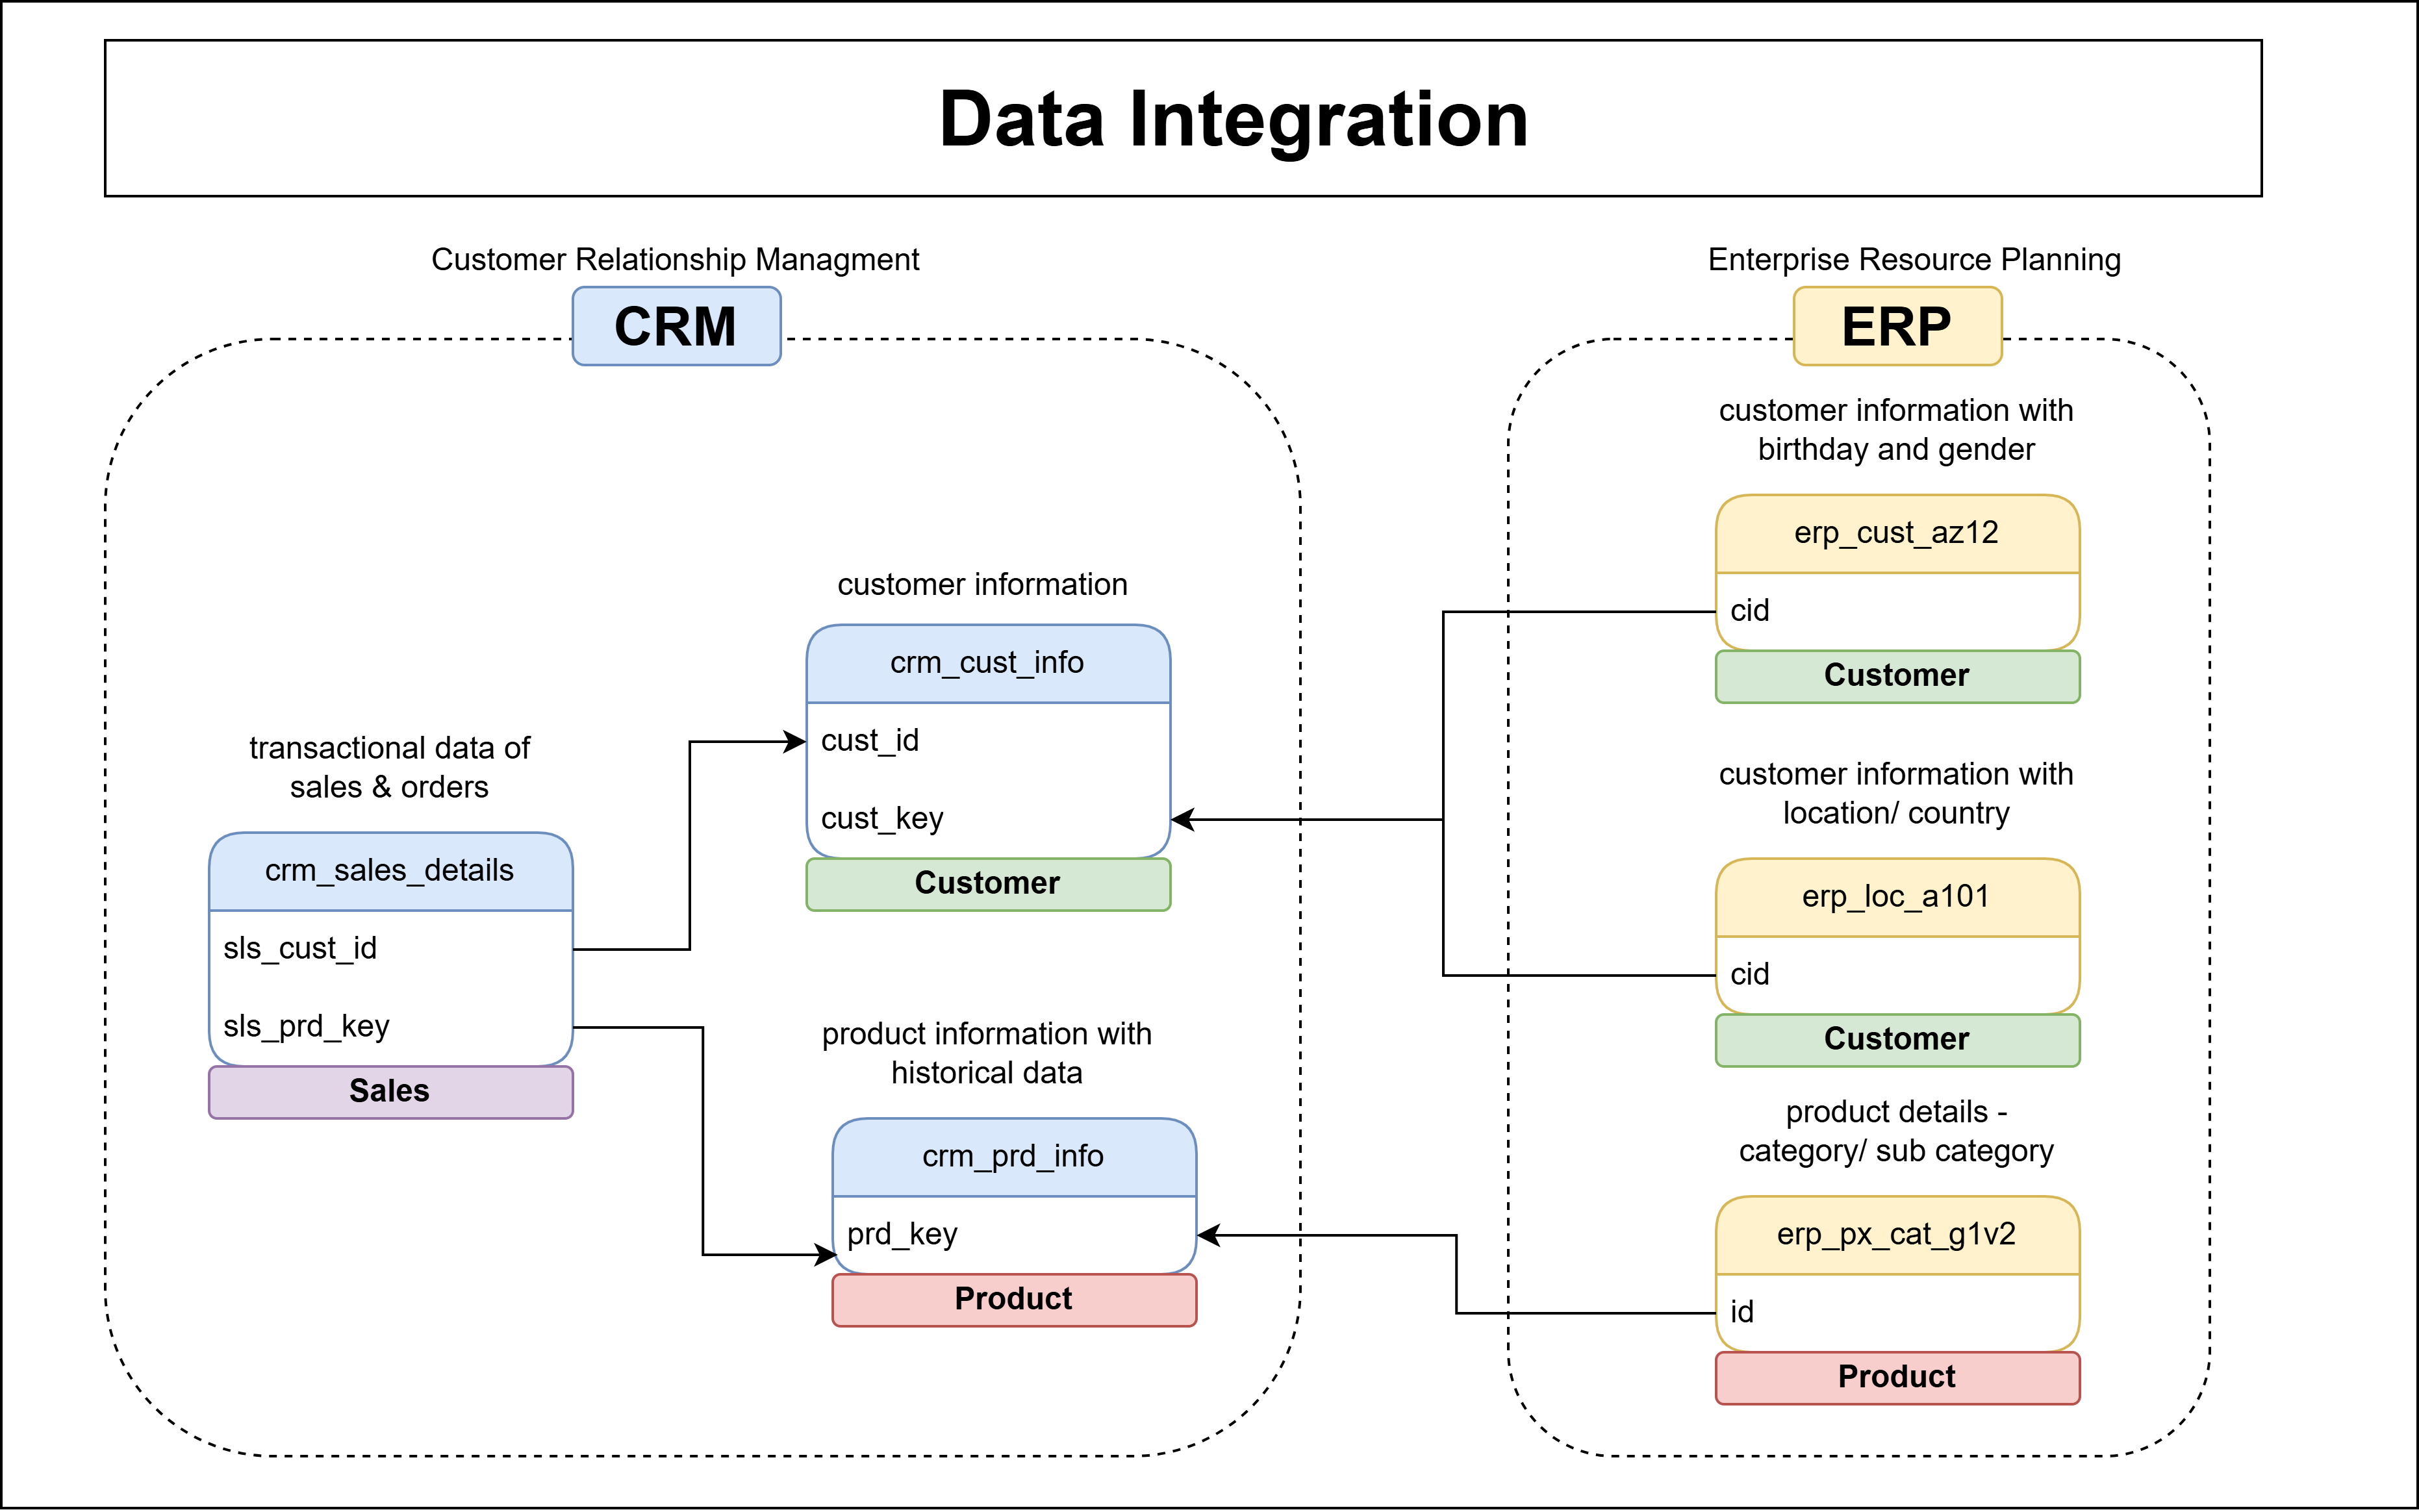 Data Integration
Customer Relationship Managment
CRM
transactional data of
sales & orders
crm_sales_details
sls_cust_id
sls_prd_key
Sales
customer information
crm_cust_info
cust_id
cust_key
Customer
product information with
historical data
crm_prd_info
prd_key
Product
Enterprise Resource Planning
ERP
customer information with
birthday and gender
erp_cust_az12
cid
Customer
customer information with
location/ country
erp_loc_a101
cid
Customer
product details -
category/ sub category
erp_px_cat_g1v2
id
Product